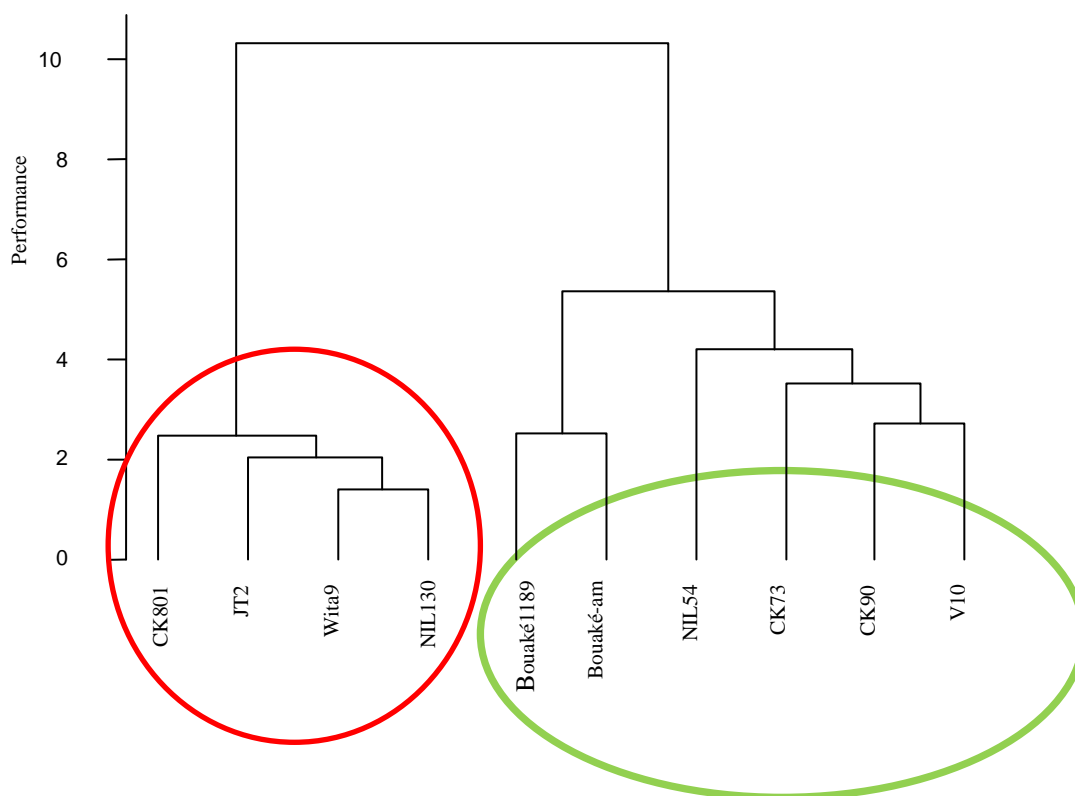 Performance
10
8
6
4
2
0
CK801
JT2
Wita9
NIL130
Bouaké1189
Bouaké-am
NIL54
CK73
CK90
V10